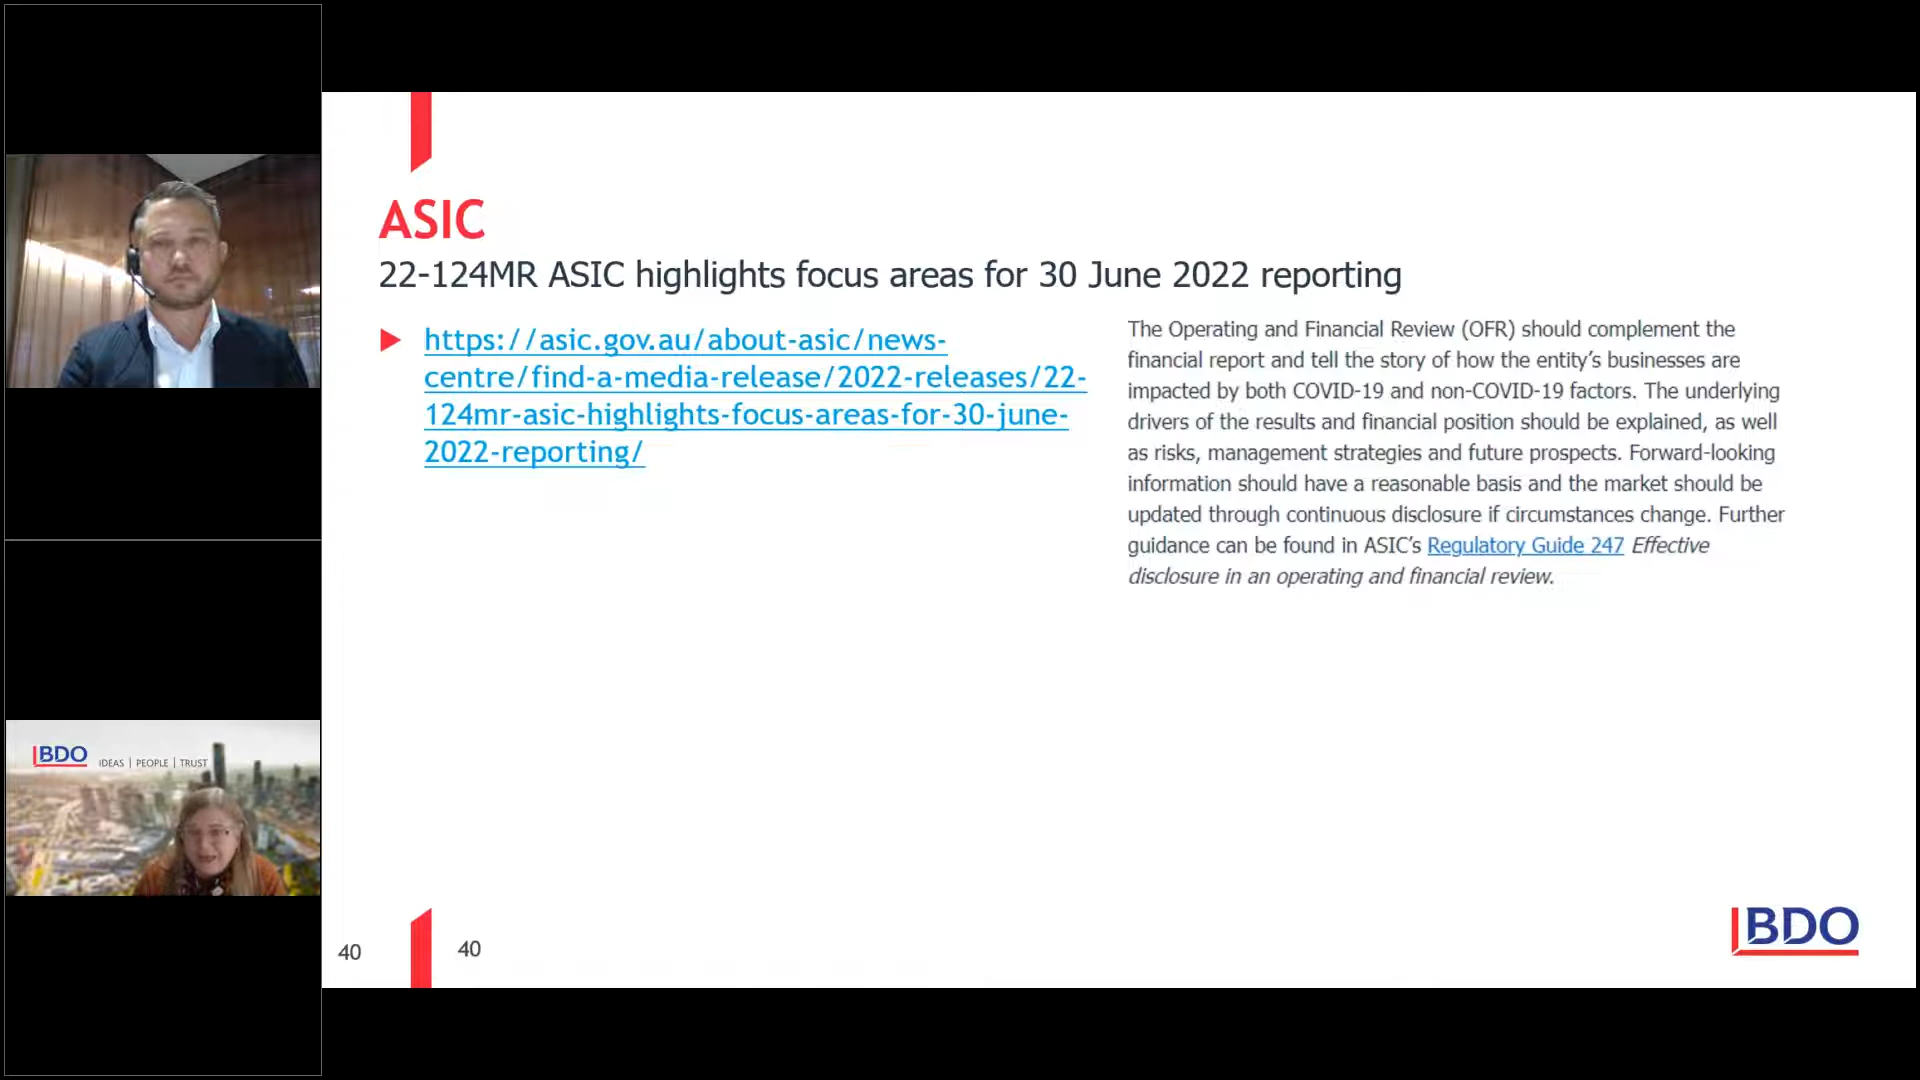 ASIC
22-124MR ASIC highlights focus areas for 30 June 2022 reporting
https://asic.gov.au/about-asic/news-
centre/find-a-media-release/2022-releases/22-
124mr-asic-highlights-focus-areas-for-30-june-
2022-reporting/
The Operating and Financial Review (OFR) should complement the
financial report and tell the story of how the entity's businesses are
impacted by both COVID-19 and non-COVID-19 factors. The underlying
drivers of the results and financial position should be explained, as well
as risks, management strategies and future prospects. Forward-looking
information should have a reasonable basis and the market should be
updated through continuous disclosure if circumstances change. Further
guidance can be found in ASIC's Regulatory Guide 247 Effective
disclosure in an operating and financial review.
BDO
IDEAS | PEOPLE | TRUST
40
40
BDO